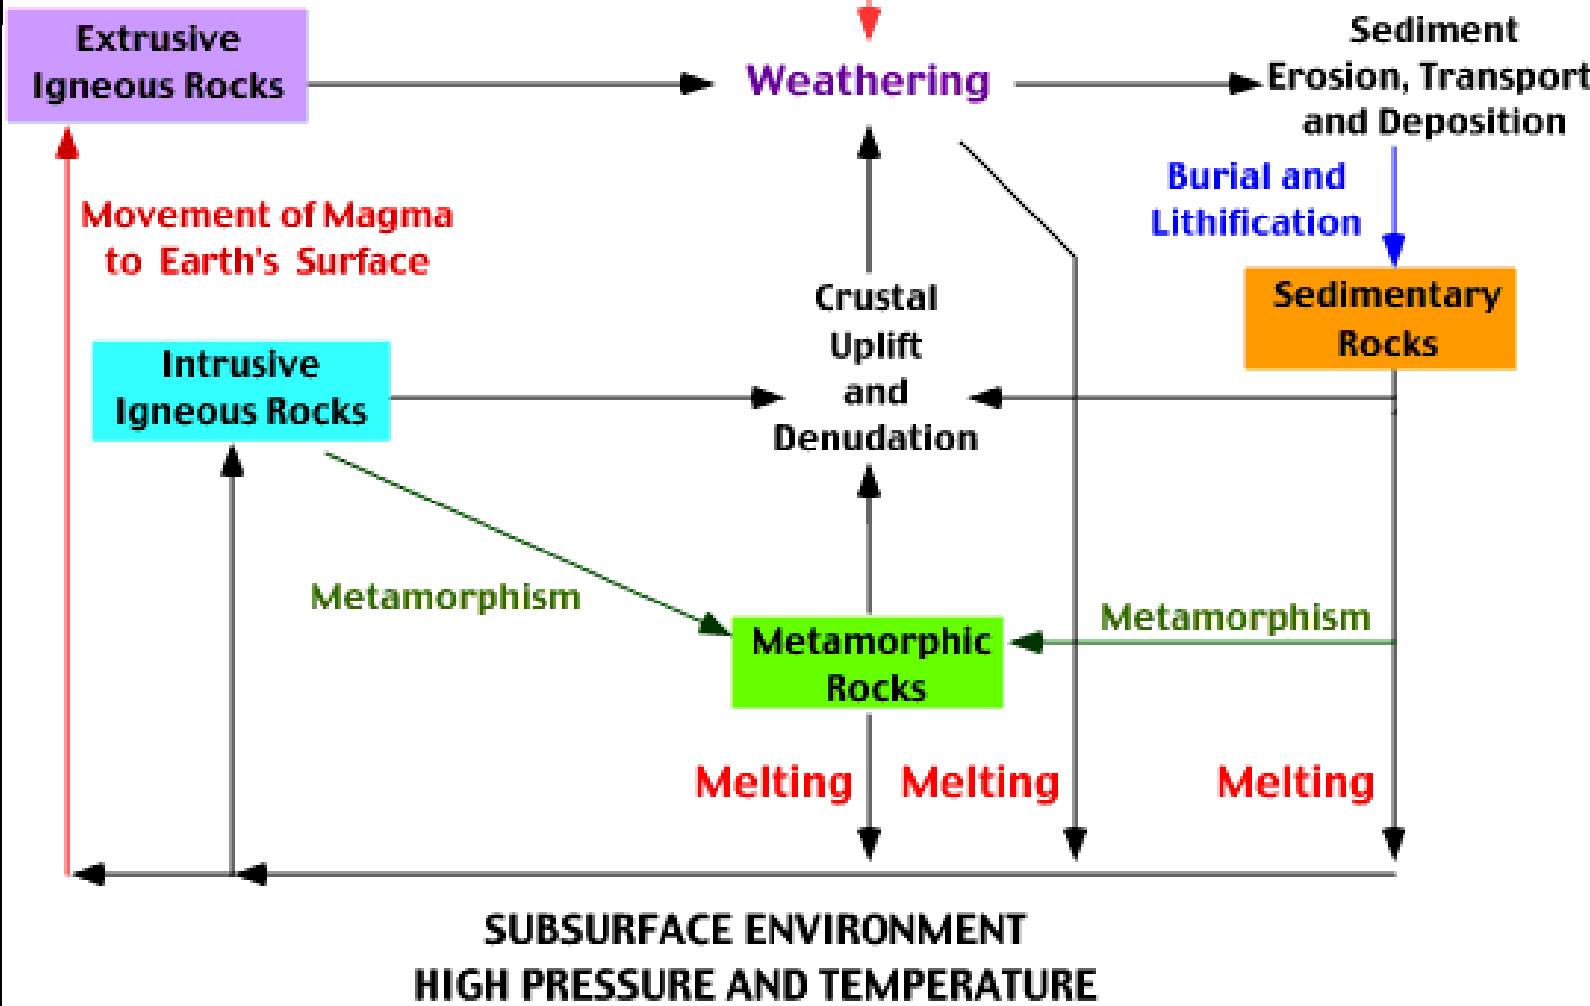 Extrusive
Igneous Rocks
Weathering
Sediment
Erosion, Transport
and Deposition
Burial and
Lithification
Movement of Magma
to Earth's Surface
Sedimentary
Rocks
Crustal
Uplift
and
Denudation
Intrusive
Igneous Rocks
Metamorphism
Metamorphism
Metamorphic
Rocks
Melting
Melting
Melting
SUBSURFACE ENVIRONMENT
HIGH PRESSURE AND TEMPERATURE